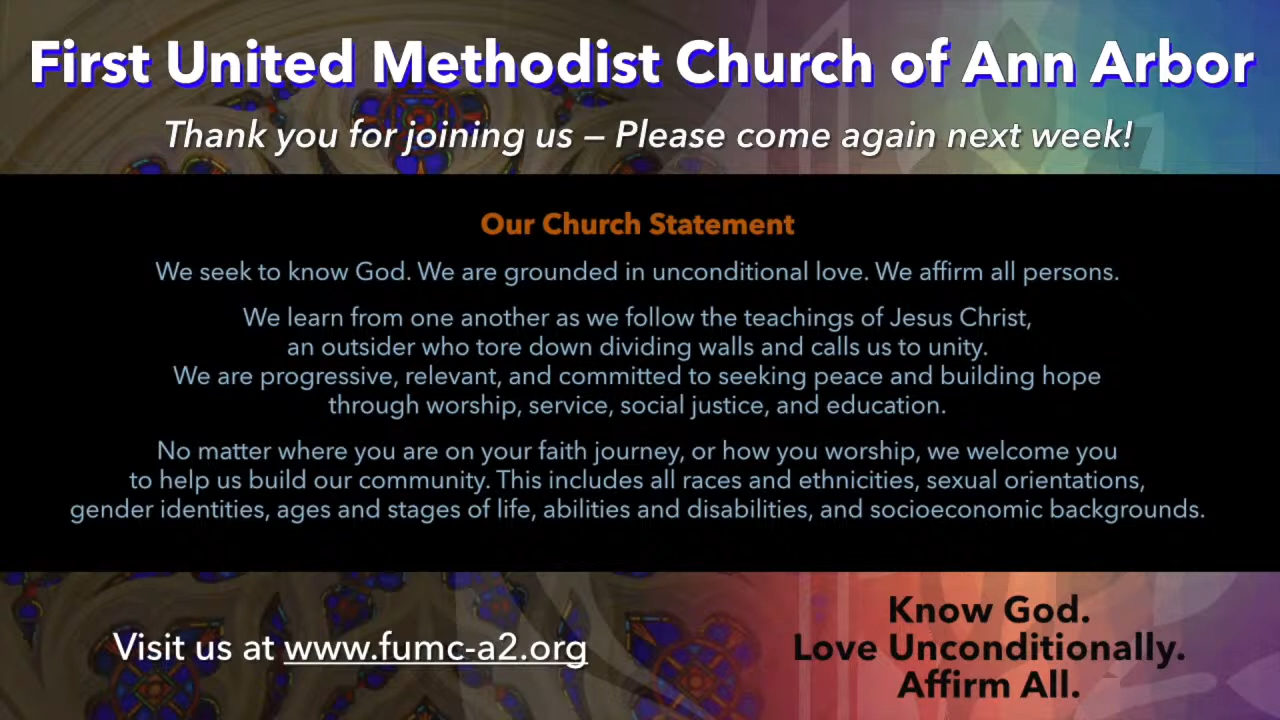 First United Methodist Church of Ann Arbor
Thank you for joining us – Please come again next week!
Our Church Statement
We seek to know God. We are grounded in unconditional love. We affirm all persons.
We learn from one another as we follow the teachings of Jesus Christ,
an outsider who tore down dividing walls and calls us to unity.
We are progressive, relevant, and committed to seeking peace and building hope
through worship, service, social justice, and education.
No matter where you are on your faith journey, or how you worship, we welcome you
to help us build our community. This includes all races and ethnicities, sexual orientations,
gender identities, ages and stages of life, abilities and disabilities, and socioeconomic backgrounds.
Visit us at www.fumc-a2.org
Know God.
Love Unconditionally.
Affirm All.